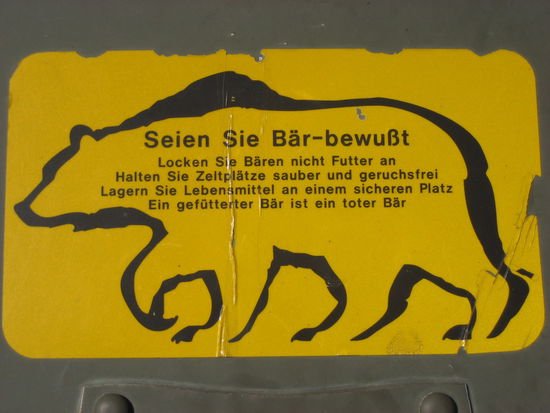 Seien Sie Bär-bewußt
Locken Sie Bären nicht Futter an
Halten Sie Zeltplätze sauber und geruchsfrei
Lagern Sie Lebensmittel an einem sicheren Platz
Ein gefütterter Bär ist ein toter Bär